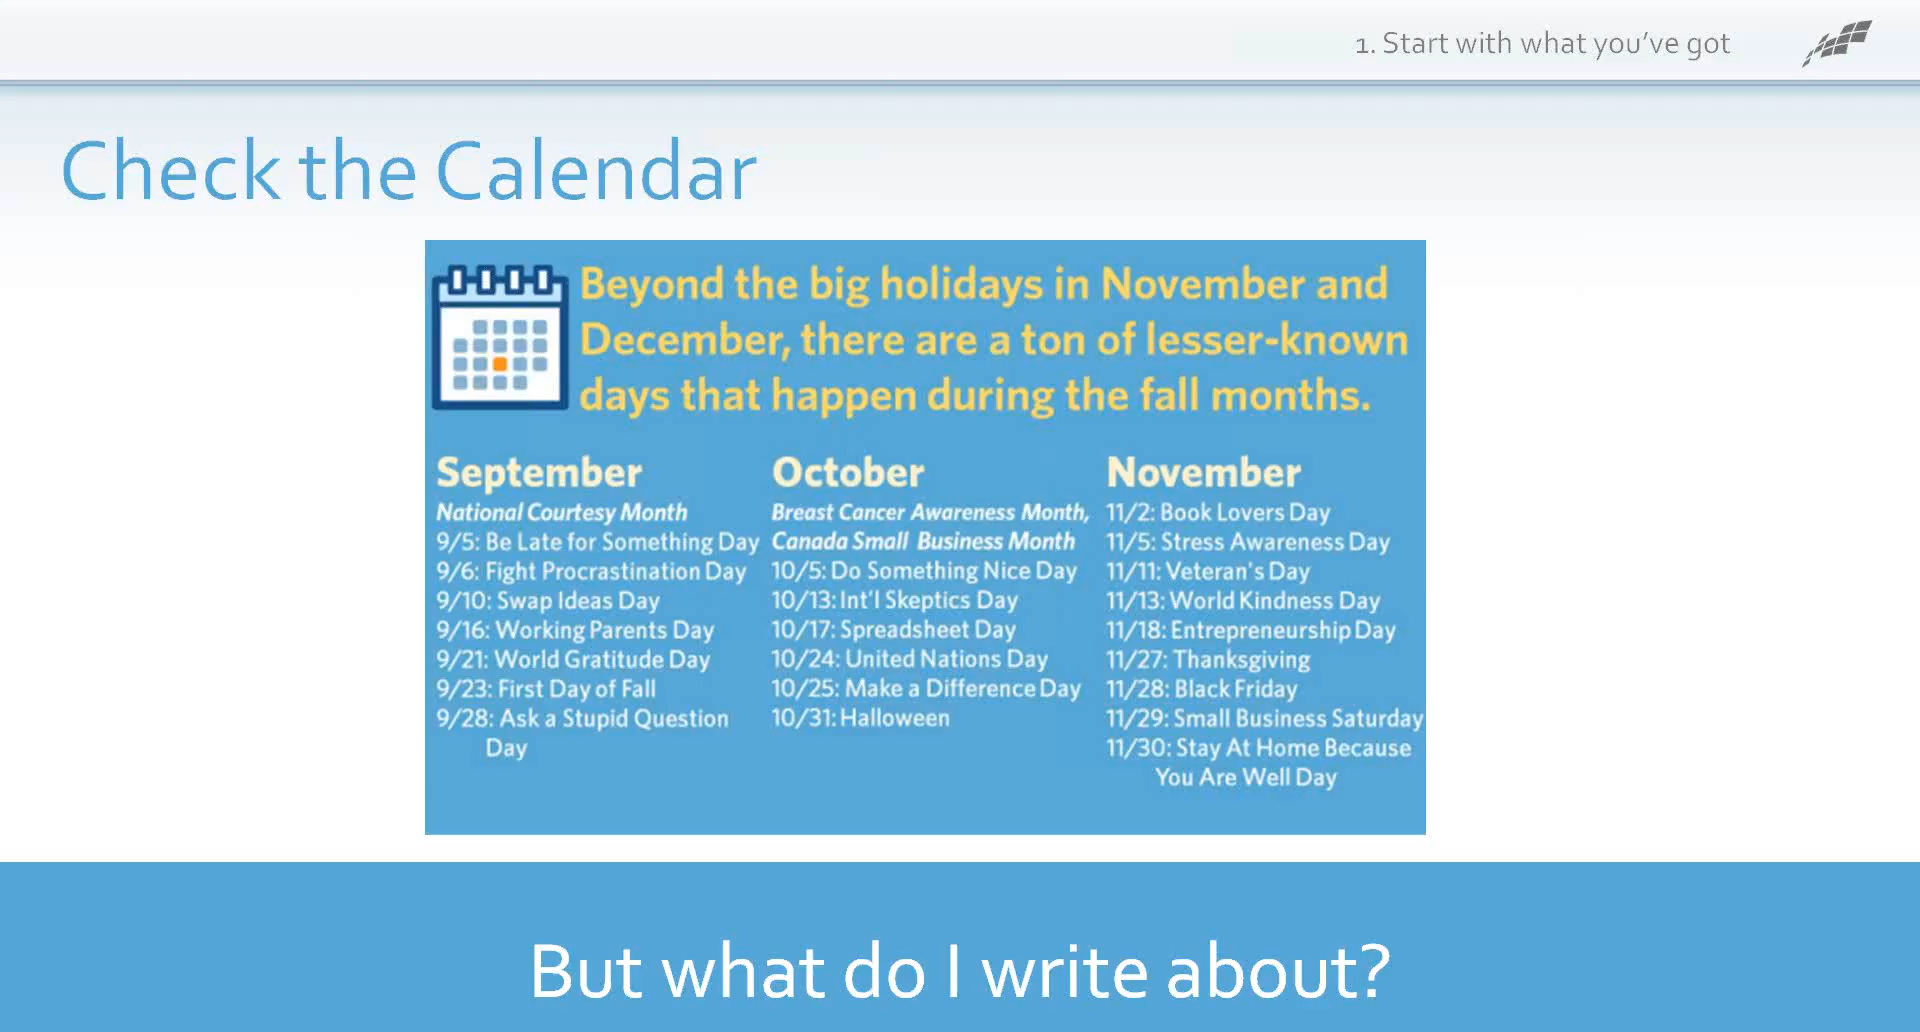 1. Start with what you've got
Check the Calendar
Beyond the big holidays in November and
December, there are a ton of lesser-known
days that happen during the fall months.
September
National Courtesy Month
9/5: Be Late for Something Day
9/6: Fight Procrastination Day
9/10: Swap Ideas Day
9/16: Working Parents Day
9/21: World Gratitude Day
9/23: First Day of Fall
9/28: Ask a Stupid Question
Day
October
Breast Cancer Awareness Month,
Canada Small Business Month
10/5: Do Something Nice Day
10/13: Int'l Skeptics Day
10/17: Spreadsheet Day
10/24: United Nations Day
10/25: Make a Difference Day
10/31: Halloween
November
11/2: Book Lovers Day
11/5: Stress Awareness Day
11/11: Veteran's Day
11/13: World Kindness Day
11/18: Entrepreneurship Day
11/27: Thanksgiving
11/28: Black Friday
11/29: Small Business Saturday
11/30: Stay At Home Because
You Are Well Day
But what do I write about?